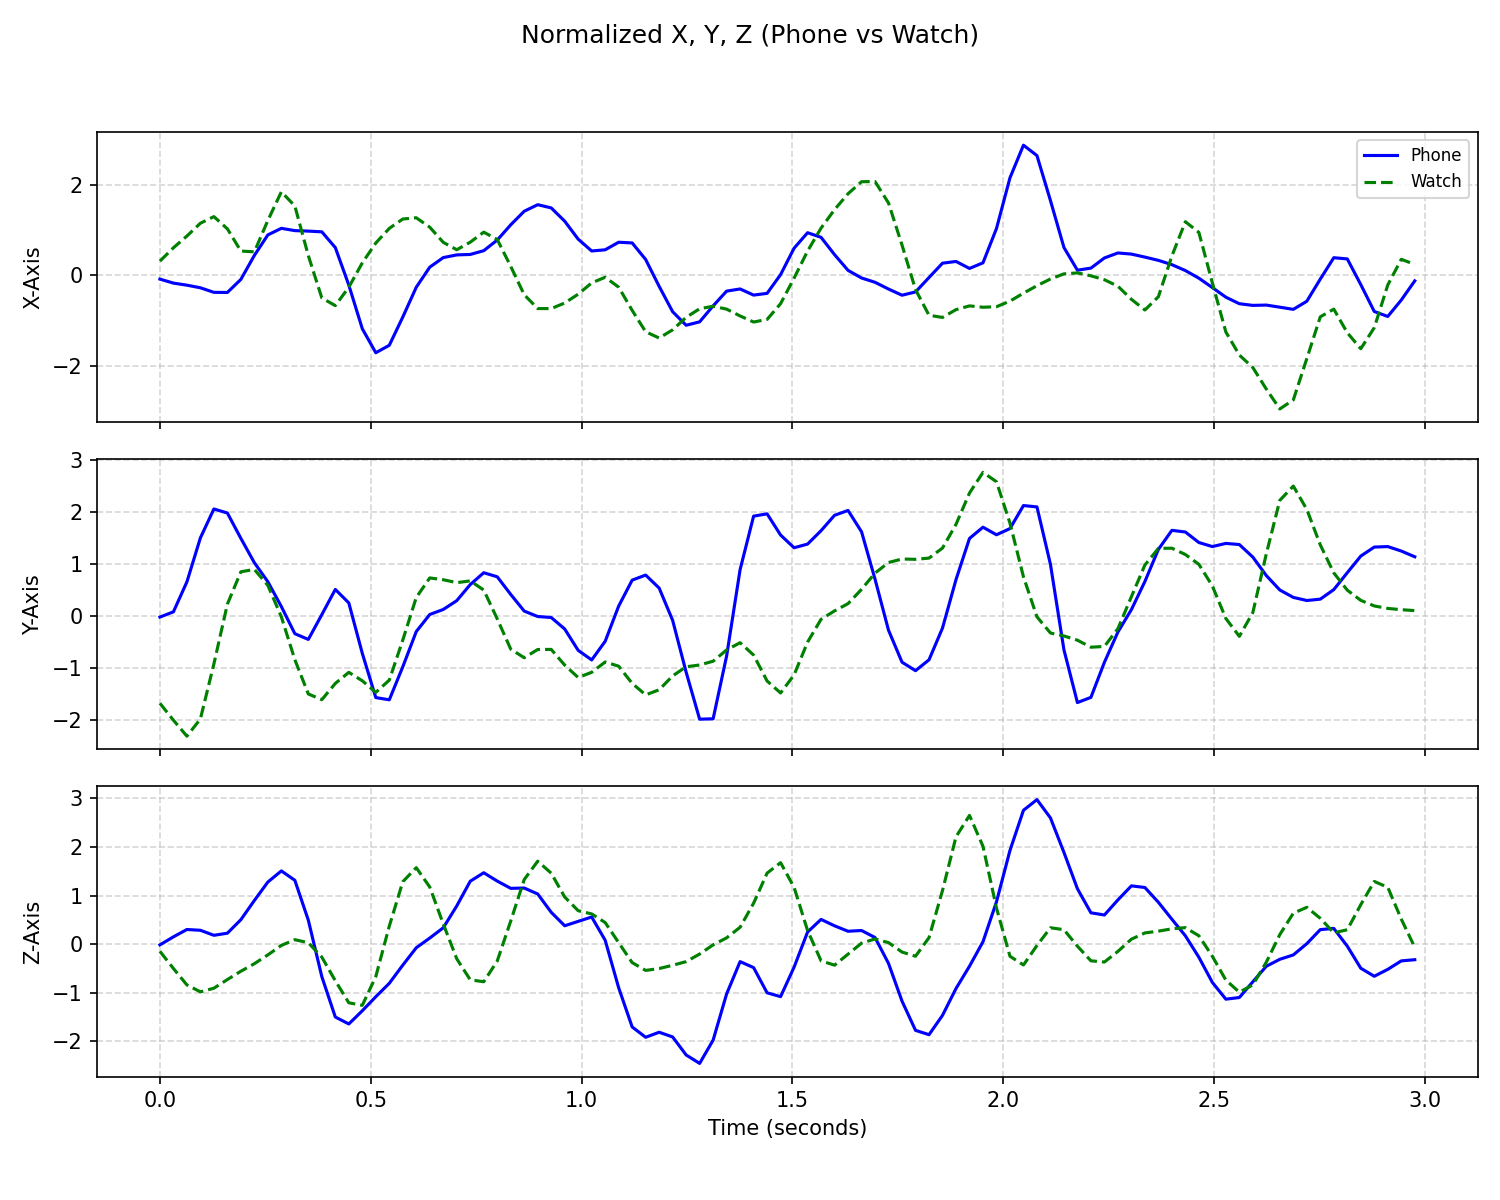 Normalized X, Y, Z (Phone vs Watch)
Phone
Watch
X-Axis
2
0
−2
Y-Axis
3
2
1
0
−1
−2
Z-Axis
3
2
1
0
−1
−2
0.0 0.5 1.0 1.5 2.0 2.5 3.0
Time (seconds)